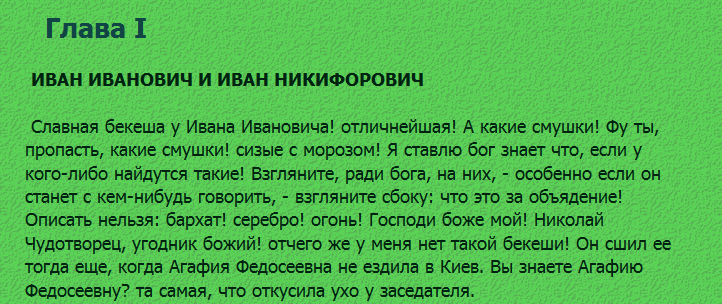 Глава I
ИВАН ИВАНОВИЧ И ИВАН НИКИФОРОВИЧ
Славная бекеша у Ивана Ивановича! отличнейшая! А какие смушки! Фу ты,
пропасть, какие смушки! сизые с морозом! Я ставлю бог знает что, если у
кого-либо найдутся такие! Взгляните, ради бога, на них, - особенно если он
станет с кем-нибудь говорить, - взгляните сбоку: что это за объядение!
Описать нельзя: бархат! серебро! огонь! Господи боже мой! Николай
Чудотворец, угодник божий! отчего же у меня нет такой бекеши! Он сшил ее
тогда еще, когда Агафия Федосеевна не ездила в Киев. Вы знаете Агафию
Федосеевну? та самая, что откусила ухо у заседателя.